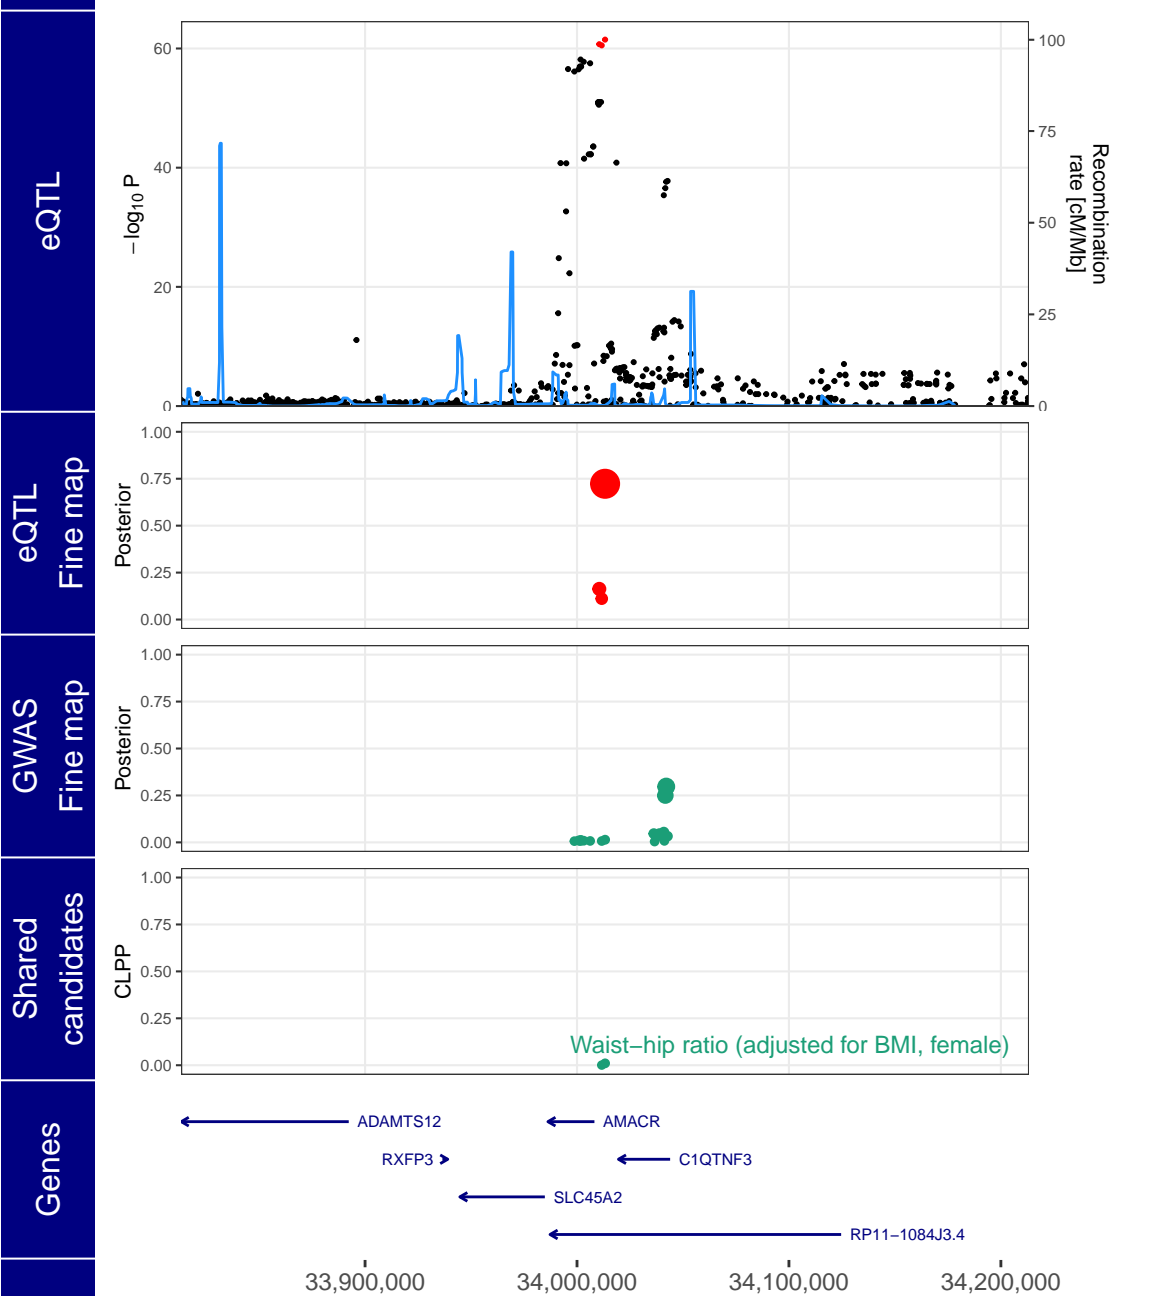 eQTL
−log10 P
60
40
20
0
100
75
50
25
0
Recombination
rate [cM/Mb]
eQTL
Fine map
Posterior
1.00
0.75
0.50
0.25
0.00
GWAS
Fine map
Posterior
1.00
0.75
0.50
0.25
0.00
Shared
candidates
CLPP
1.00
0.75
0.50
0.25
0.00
Waist−hip ratio (adjusted for BMI, female)
Genes
ADAMTS12
AMACR
RXFP3
C1QTNF3
SLC45A2
RP11−1084J3.4
33,900,000
34,000,000
34,100,000
34,200,000